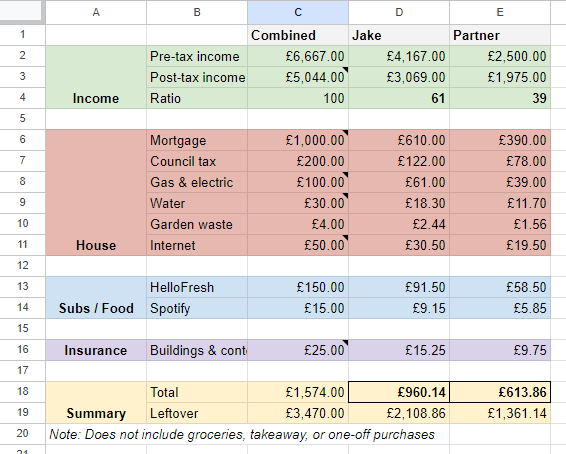 A B C D E
1 Combined Jake Partner
2 Pre-tax income £6,667.00 £4,167.00 £2,500.00
3 Post-tax income £5,044.00 £3,069.00 £1,975.00
4 Income Ratio 100 61 39
5
6 Mortgage £1,000.00 £610.00 £390.00
7 Council tax £200.00 £122.00 £78.00
8 Gas & electric £100.00 £61.00 £39.00
9 Water £30.00 £18.30 £11.70
10 Garden waste £4.00 £2.44 £1.56
11 House Internet £50.00 £30.50 £19.50
12
13 HelloFresh £150.00 £91.50 £58.50
14 Subs / Food Spotify £15.00 £9.15 £5.85
15
16 Insurance Buildings & cont £25.00 £15.25 £9.75
17
18 Total £1,574.00 £960.14 £613.86
19 Summary Leftover £3,470.00 £2,108.86 £1,361.14
20 Note: Does not include groceries, takeaway, or one-off purchases